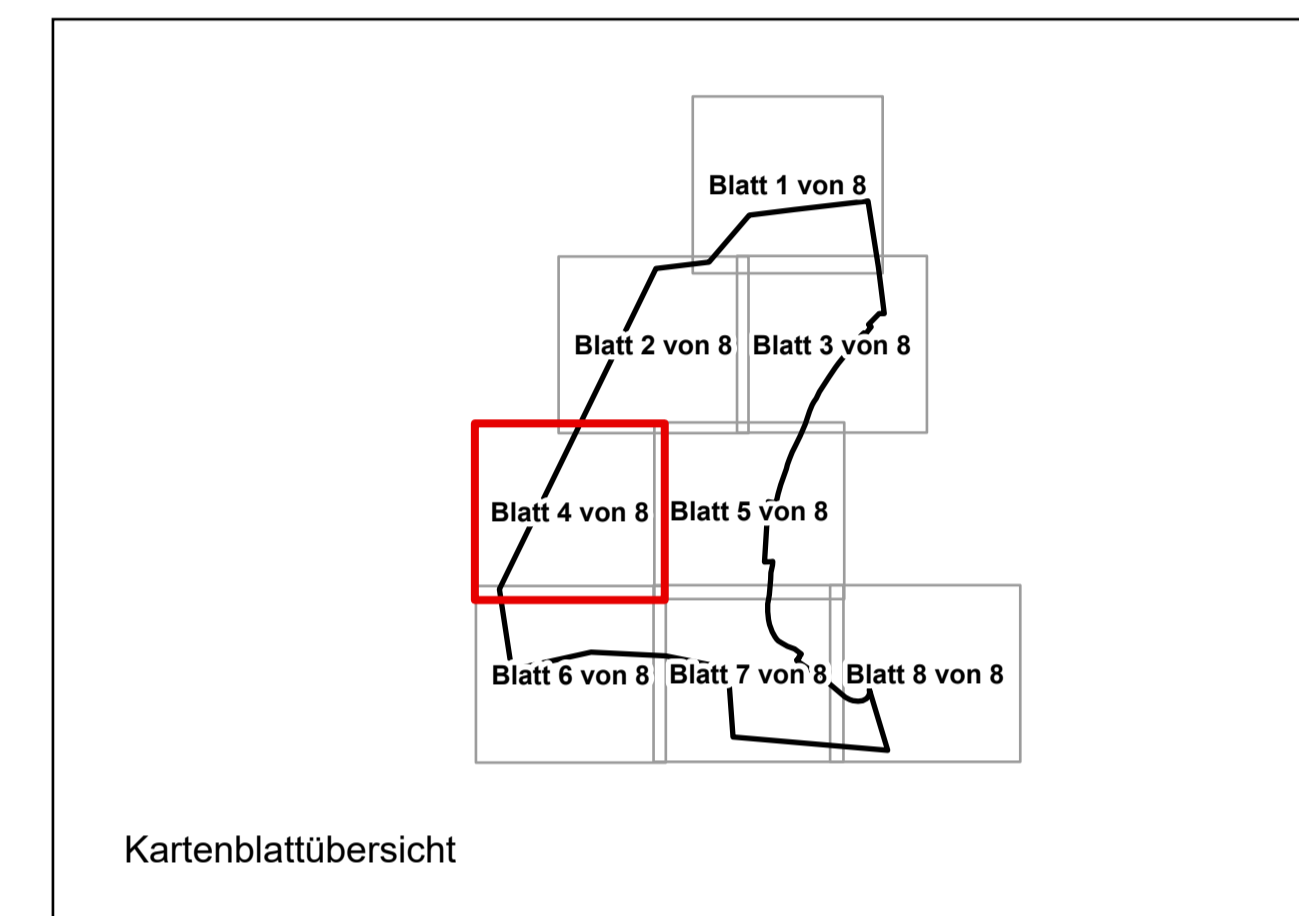 Blatt 1 von 8
Blatt 2 von 8
Blatt 3 von 8
Blatt 4 von 8
Blatt 5 von 8
Blatt 6 von 8
Blatt 7 von 8
Blatt 8 von 8
Kartenblattübersicht